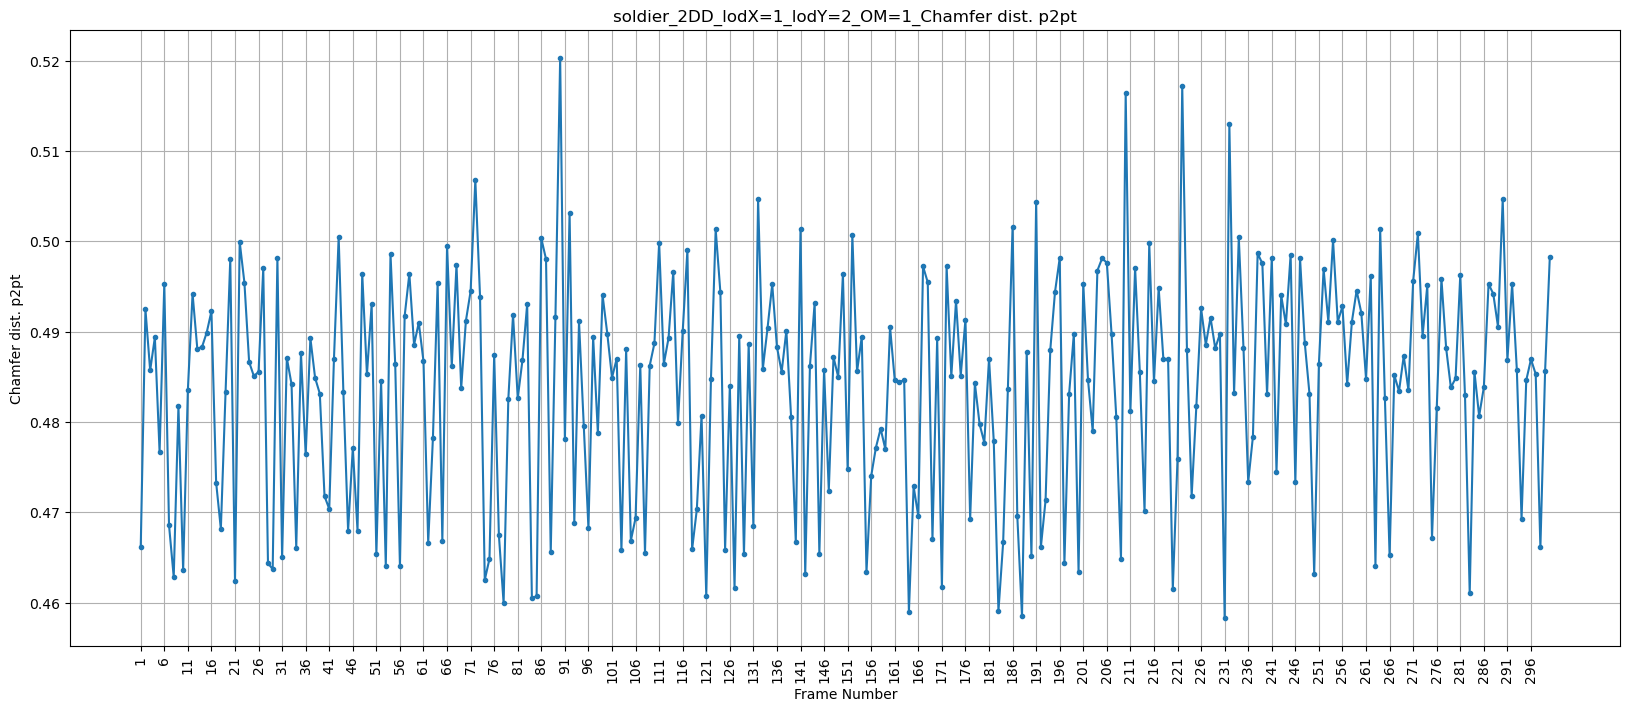 soldier_2DD_lodX=1_lodY=2_OM=1_Chamfer dist. p2pt
0.52
0.51
0.50
0.49
0.48
0.47
0.46
Chamfer dist. p2pt
1 6 11 16 21 26 31 36 41 46 51 56 61 66 71 76 81 86 91 96 101 106 111 116 121 126 131 136 141 146 151 156 161 166 171 176 181 186 191 196 201 206 211 216 221 226 231 236 241 246 251 256 261 266 271 276 281 286 291 296
Frame Number